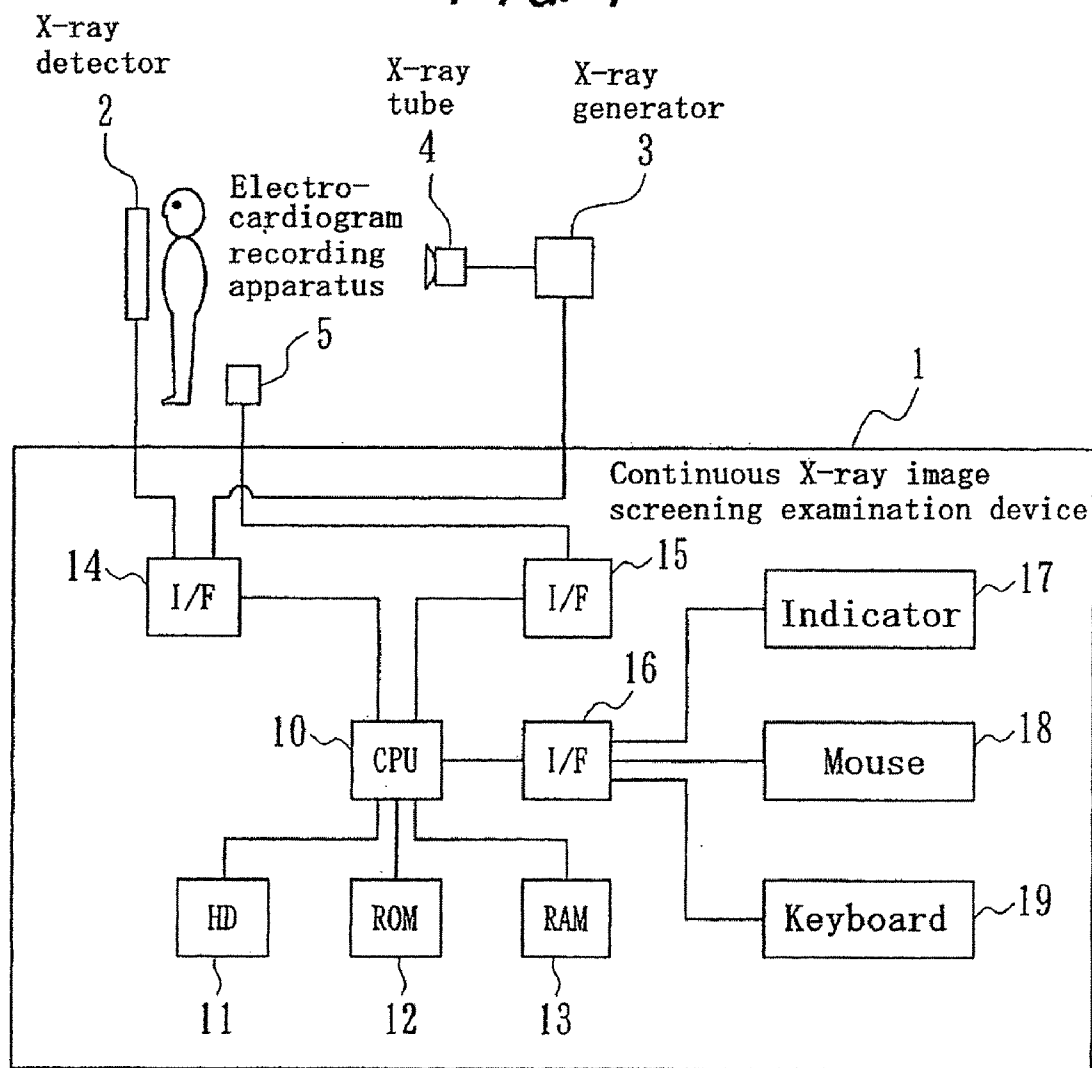 X-ray
detector
2
X-ray
tube
4
X-ray
generator
3
Electro-
cardiogram
recording
apparatus
5
1
Continuous X-ray image
screening examination device
14
I/F
15
I/F
17
Indicator
16
10
CPU
I/F
18
Mouse
HD
ROM
RAM
19
Keyboard
11
12
13